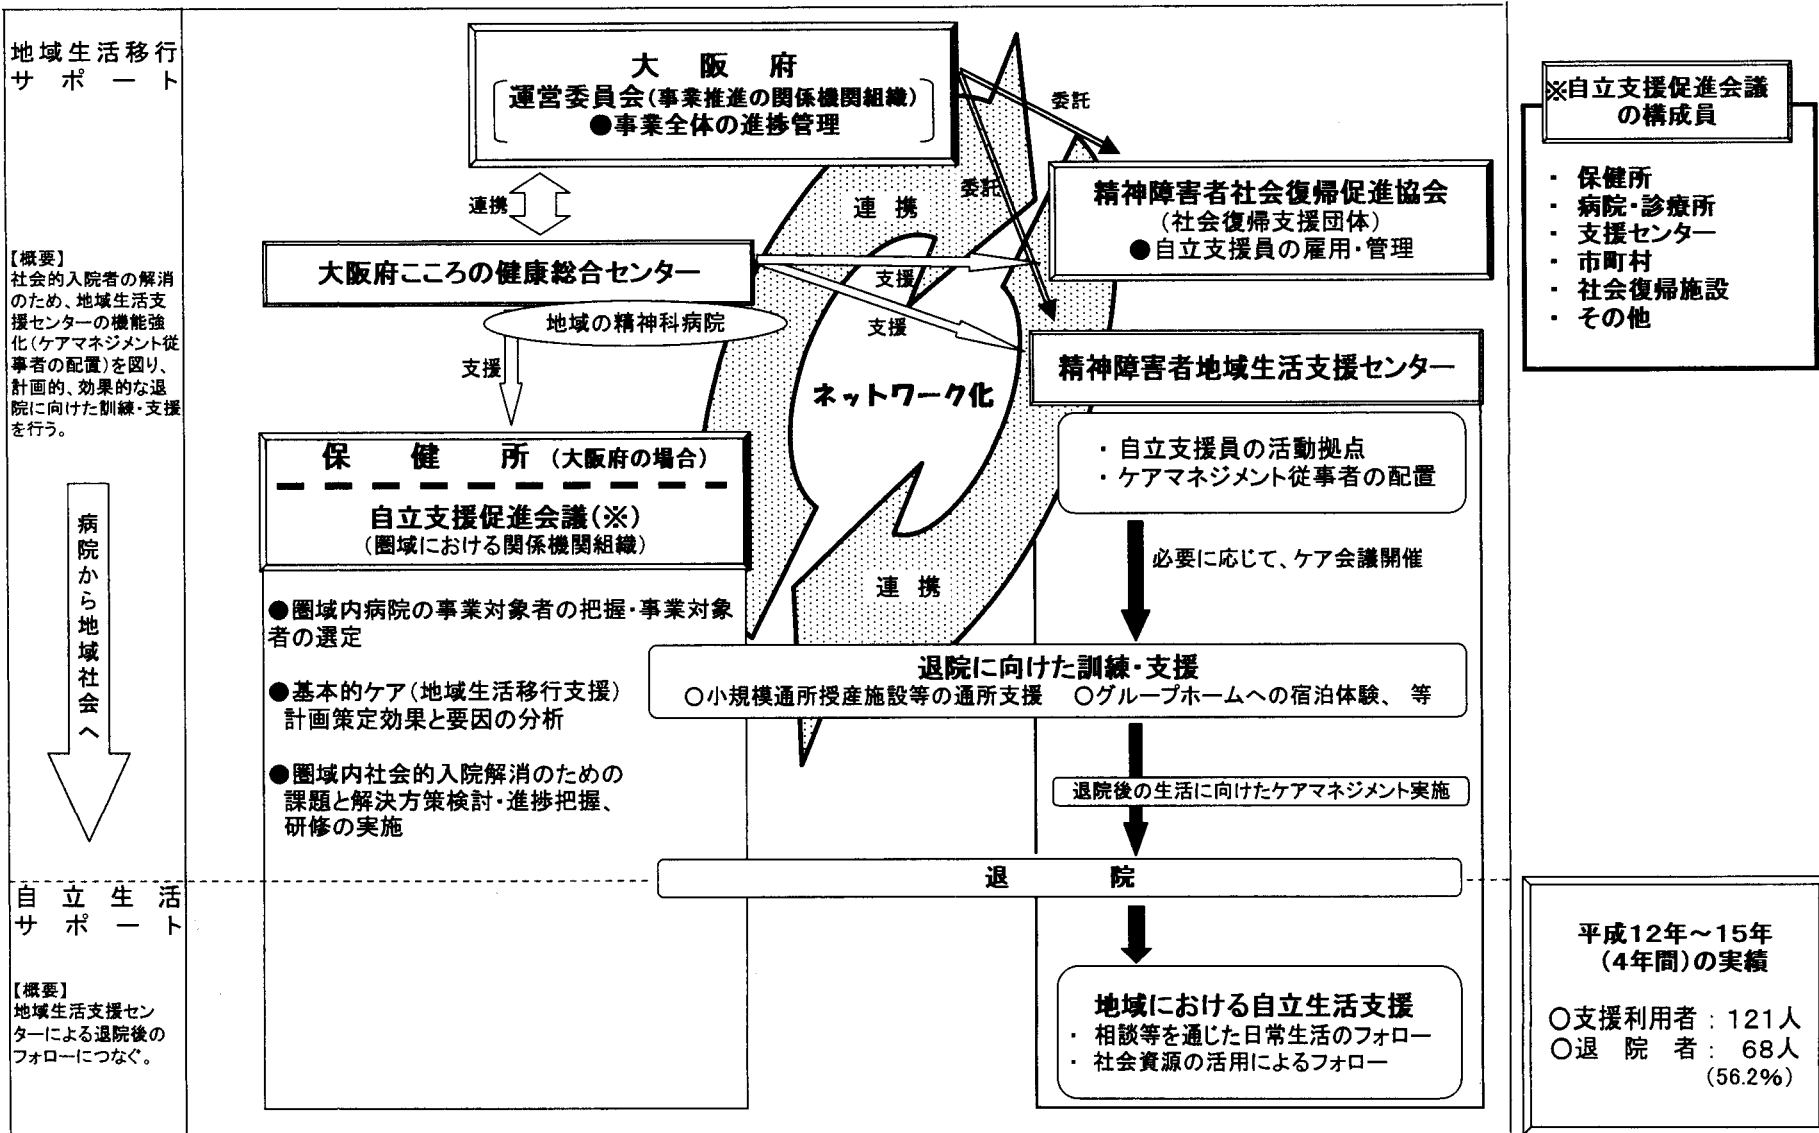 地域生活移行
サポート
【概要】
社会的入院者の解消
のため、地域生活支
援センターの機能強
化(ケアマネジメント従
事者の配置)を図り、
計画的、効果的な退
院に向けた訓練・支援
を行う。
病院から地域社会へ
自立生活
サポート
【概要】
地域生活支援セン
ターによる退院後の
フォローにつなぐ。
大阪府
運営委員会(事業推進の関係機関組織)
●事業全体の進捗管理
連携
大阪府こころの健康総合センター
地域の精神科病院
支援
保健所(大阪府の場合)
自立支援促進会議(※)
(圏域における関係機関組織)
●圏域内病院の事業対象者の把握・事業対象
者の選定
●基本的ケア(地域生活移行支援)
計画策定効果と要因の分析
●圏域内社会的入院解消のための
課題と解決方策検討・進捗把握、
研修の実施
委託
委託
連携
支援
支援
ネットワーク化
連携
精神障害者社会復帰促進協会
(社会復帰支援団体)
●自立支援員の雇用・管理
精神障害者地域生活支援センター
・自立支援員の活動拠点
・ケアマネジメント従事者の配置
必要に応じて、ケア会議開催
退院に向けた訓練・支援
○小規模通所授産施設等の通所支援 ○グループホームへの宿泊体験、等
退院後の生活に向けたケアマネジメント実施
退院
地域における自立生活支援
・相談等を通じた日常生活のフォロー
・社会資源の活用によるフォロー
※自立支援促進会議
の構成員
・保健所
・病院・診療所
・支援センター
・市町村
・社会復帰施設
・その他
平成12年～15年
(4年間)の実績
○支援利用者:121人
○退院者:68人
(56.2%)